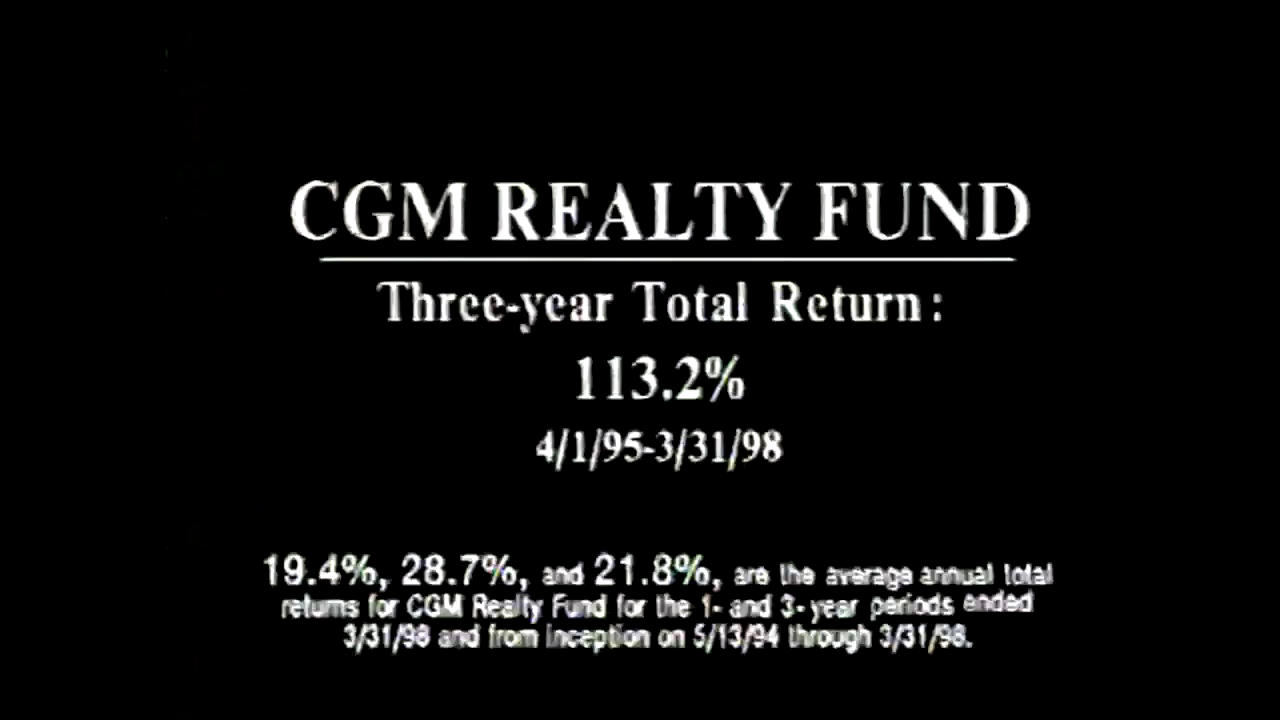 CGM REALTY FUND
Three-year Total Return:
113.2%
4/1/95-3/31/98
19.4%, 28.7%, and 21.8%, are the average annual total
returns for CGM Realty Fund for the 1- and 3-year periods ended
3/31/98 and from inception on 5/13/94 through 3/31/98.